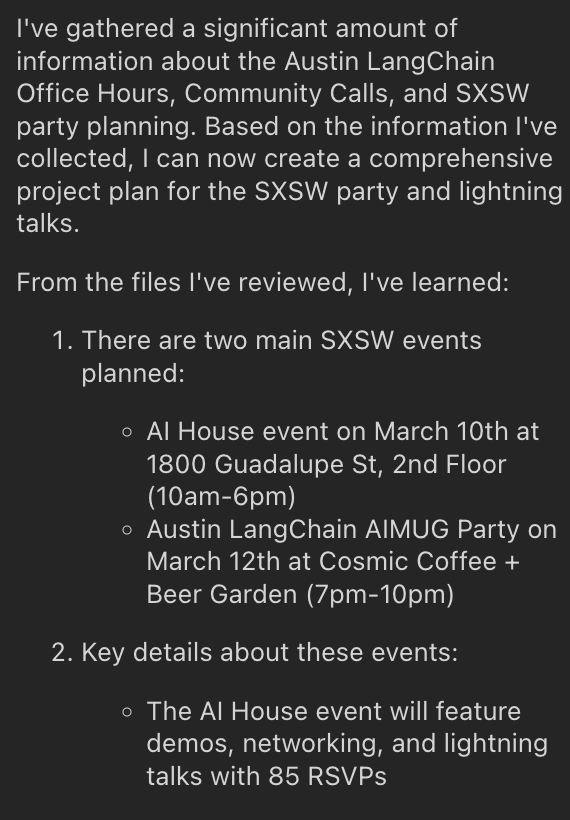 I've gathered a significant amount of
information about the Austin LangChain
Office Hours, Community Calls, and SXSW
party planning. Based on the information I've
collected, I can now create a comprehensive
project plan for the SXSW party and lightning
talks.
From the files I've reviewed, I've learned:
1. There are two main SXSW events
planned:
◦ AI House event on March 10th at
1800 Guadalupe St, 2nd Floor
(10am-6pm)
◦ Austin LangChain AIMUG Party on
March 12th at Cosmic Coffee +
Beer Garden (7pm-10pm)
2. Key details about these events:
◦ The AI House event will feature
demos, networking, and lightning
talks with 85 RSVPs